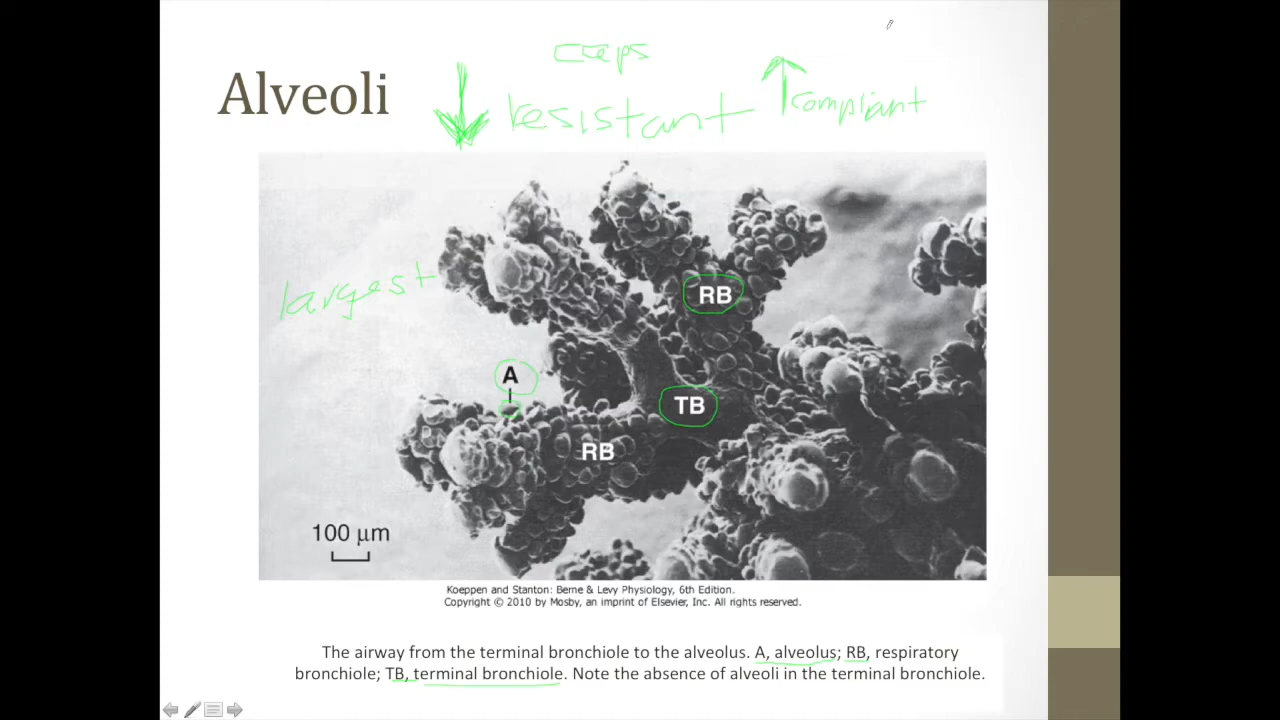 caps
Alveoli
resistant
compliant
largest
RB
A
TB
RB
100 µm
Koeppen and Stanton: Berne & Levy Physiology, 6th Edition.
Copyright © 2010 by Mosby, an imprint of Elsevier, Inc. All rights reserved.
The airway from the terminal bronchiole to the alveolus. A, alveolus; RB, respiratory
bronchiole; TB, terminal bronchiole. Note the absence of alveoli in the terminal bronchiole.